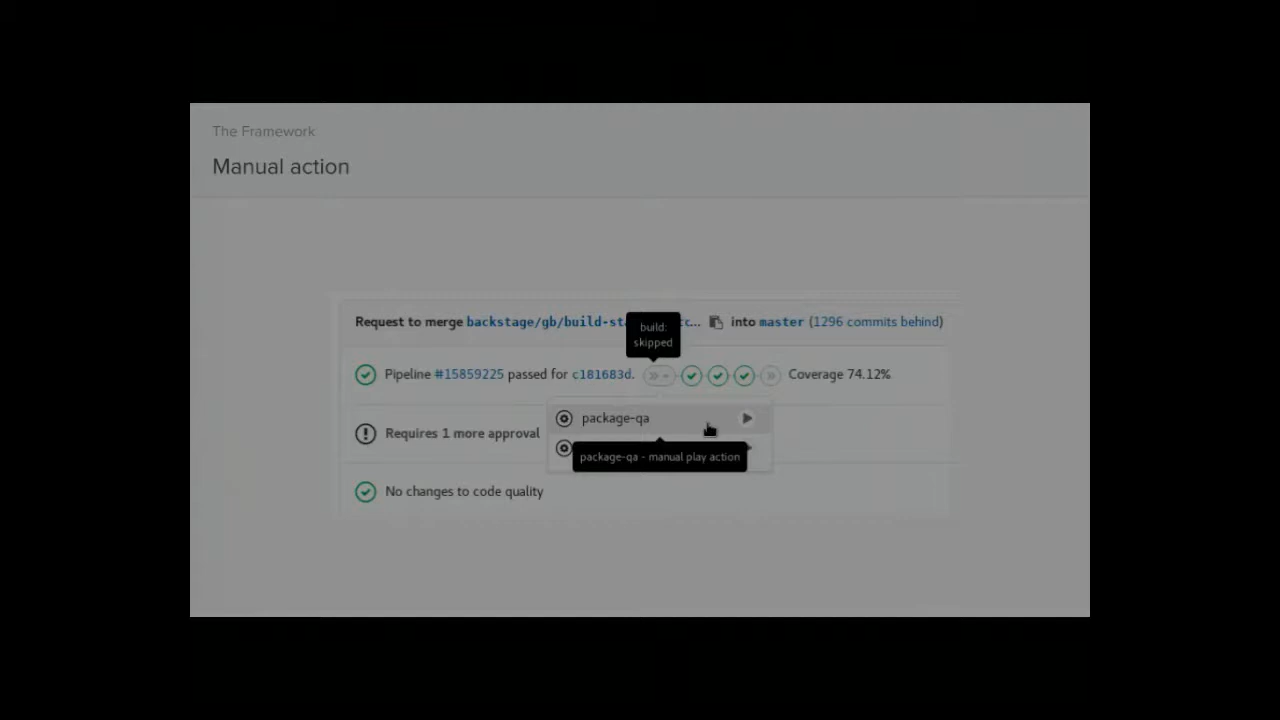 The Framework
Manual action
Request to merge backstage/gb/build-st ... into master (1296 commits behind)
build:
skipped
Pipeline #15859225 passed for c181683d. Coverage 74.12%
package-qa
Requires 1 more approval
package-qa - manual play action
No changes to code quality